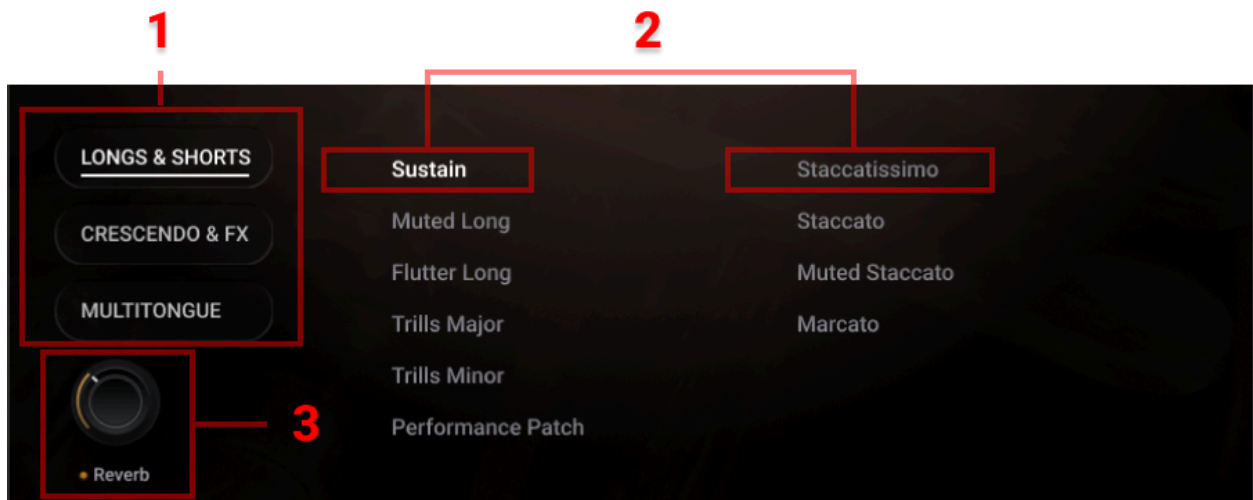 1
2
LONGS & SHORTS
CRESCENDO & FX
MULTITONGUE
Sustain
Muted Long
Flutter Long
Trills Major
Trills Minor
Performance Patch
Staccatissimo
Staccato
Muted Staccato
Marcato
3
Reverb